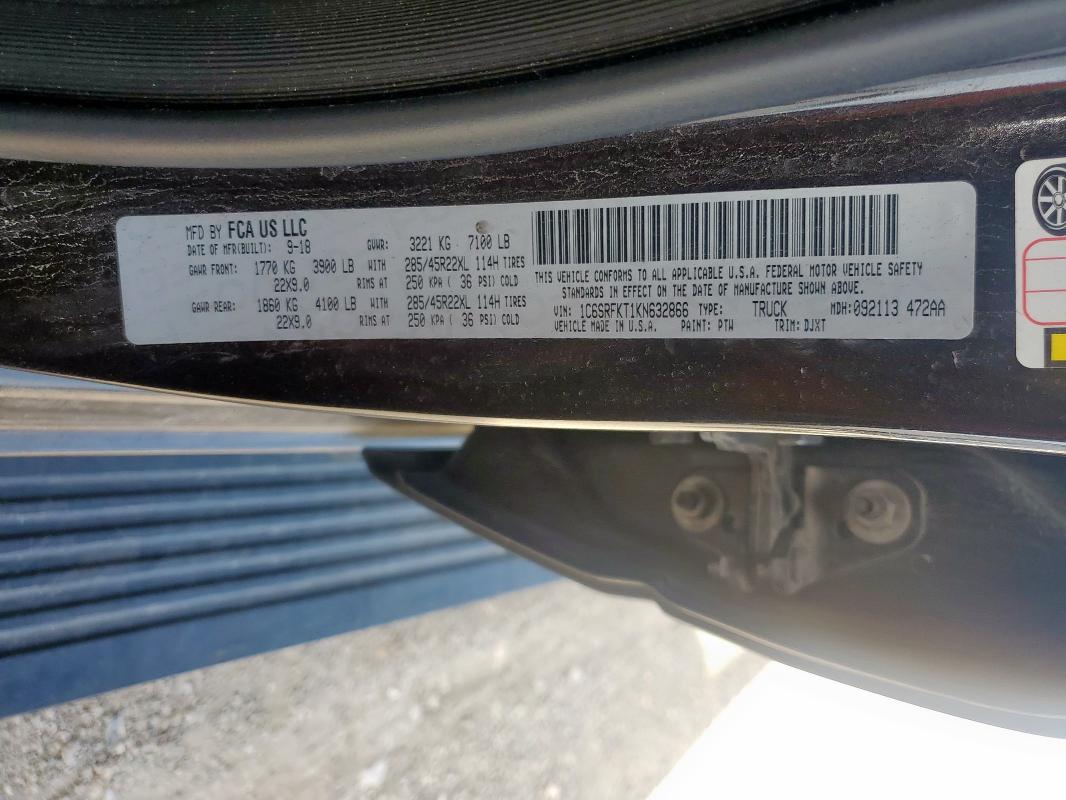 MFD BY FCA US LLC
DATE OF MFR(BUILT): 9-18 GVWR: 3221 KG 7100 LB
GAWR FRONT: 1770 KG 3900 LB WITH 285/45R22XL 114H TIRES
22X9.0 RIMS AT 250 KPA ( 36 PSI) COLD
GAWR REAR: 1860 KG 4100 LB WITH 285/45R22XL 114H TIRES
22X9.0 RIMS AT 250 KPA ( 36 PSI) COLD
THIS VEHICLE CONFORMS TO ALL APPLICABLE U.S.A. FEDERAL MOTOR VEHICLE SAFETY
STANDARDS IN EFFECT ON THE DATE OF MANUFACTURE SHOWN ABOVE.
VIN: 1C6SRFKT1KN632866 TYPE: TRUCK MDH: 092113 472AA
VEHICLE MADE IN U.S.A. PAINT: PTW TRIM: DJXT